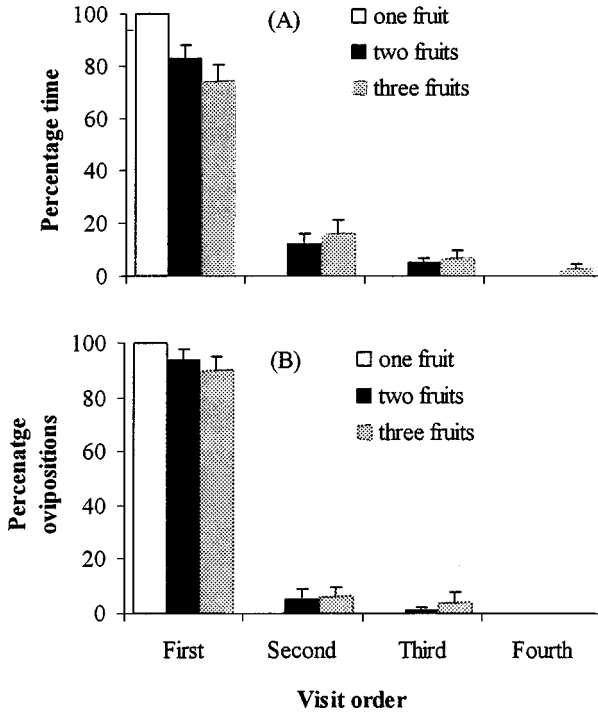 (A)
one fruit
two fruits
three fruits
Percentage time
100
80
60
40
20
0
(B)
one fruit
two fruits
three fruits
Percenatge
ovipositions
100
80
60
40
20
0
First Second Third Fourth
Visit order